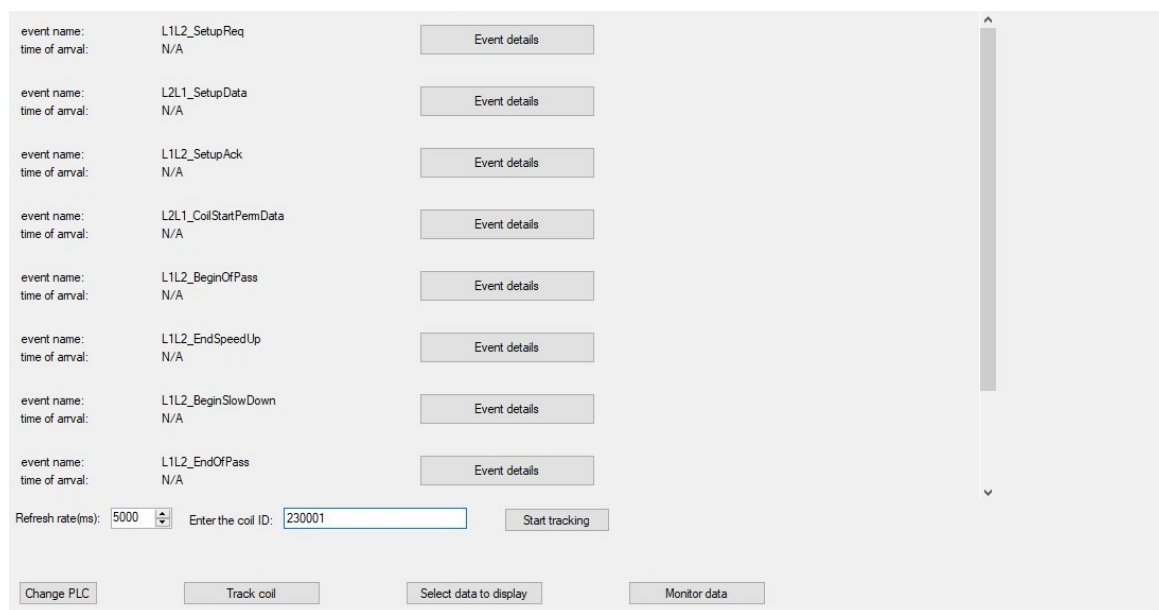 event name: L1L2_SetupReq Event details
time of arrval: N/A
event name: L2L1_SetupData Event details
time of arrval: N/A
event name: L1L2_SetupAck Event details
time of arrval: N/A
event name: L2L1_CoilStartPermData Event details
time of arrval: N/A
event name: L1L2_BeginOfPass Event details
time of arrval: N/A
event name: L1L2_EndSpeedUp Event details
time of arrval: N/A
event name: L1L2_BeginSlowDown Event details
time of arrval: N/A
event name: L1L2_EndOfPass Event details
time of arrval: N/A
Refresh rate(ms): 5000 Enter the coil ID: 230001 Start tracking
Change PLC Track coil Select data to display Monitor data